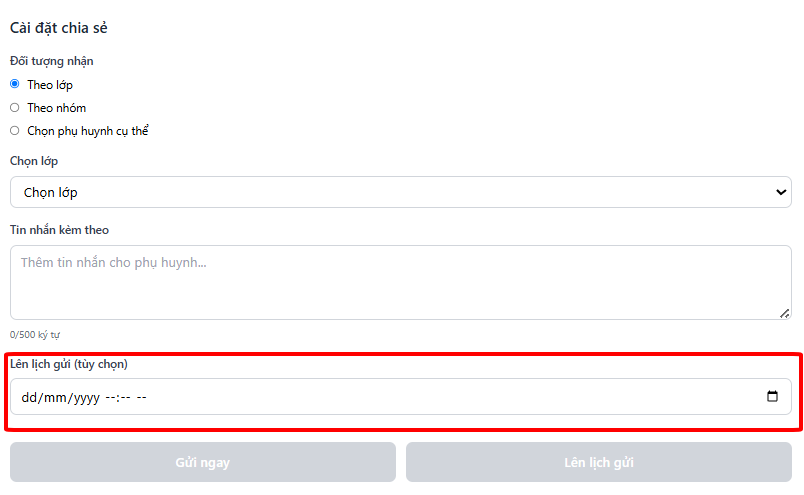 Cài đặt chia sẻ
Đối tượng nhận
Theo lớp
Theo nhóm
Chọn phụ huynh cụ thể
Chọn lớp
Chọn lớp
Tin nhắn kèm theo
Thêm tin nhắn cho phụ huynh...
0/500 ký tự
Lên lịch gửi (tùy chọn)
dd/mm/yyyy --:-- --
Gửi ngay Lên lịch gửi